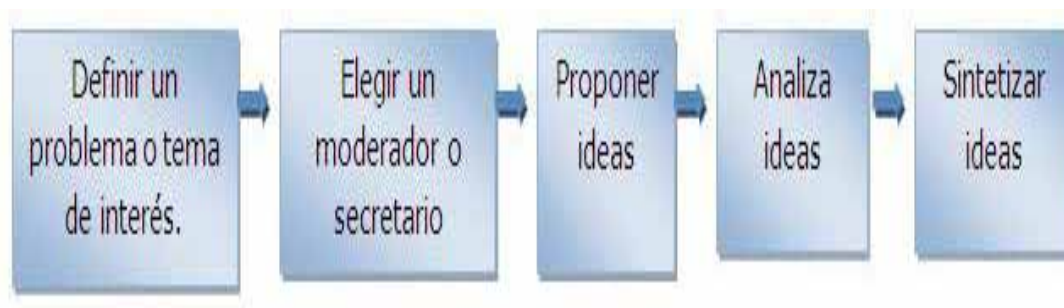 Definir un
problema o tema
de interés.
Elegir un
moderador o
secretario
Proponer
ideas
Analiza
ideas
Sintetizar
ideas